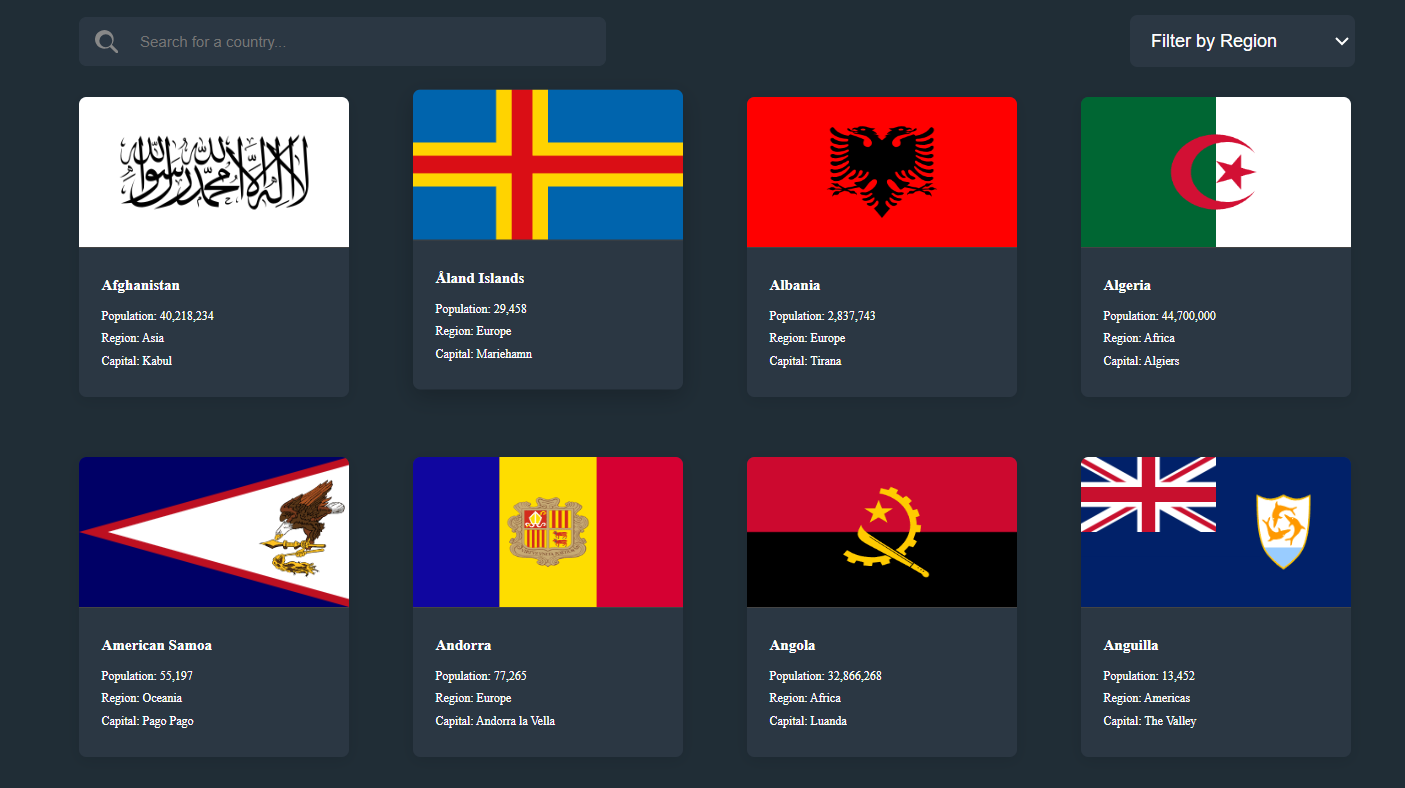 Search for a country...
Filter by Region
لا إله إلا الله محمد رسول الله
Afghanistan
Population: 40,218,234
Region: Asia
Capital: Kabul
Åland Islands
Population: 29,458
Region: Europe
Capital: Mariehamn
Albania
Population: 2,837,743
Region: Europe
Capital: Tirana
Algeria
Population: 44,700,000
Region: Africa
Capital: Algiers
American Samoa
Population: 55,197
Region: Oceania
Capital: Pago Pago
Andorra
Population: 77,265
Region: Europe
Capital: Andorra la Vella
Angola
Population: 32,866,268
Region: Africa
Capital: Luanda
Anguilla
Population: 13,452
Region: Americas
Capital: The Valley